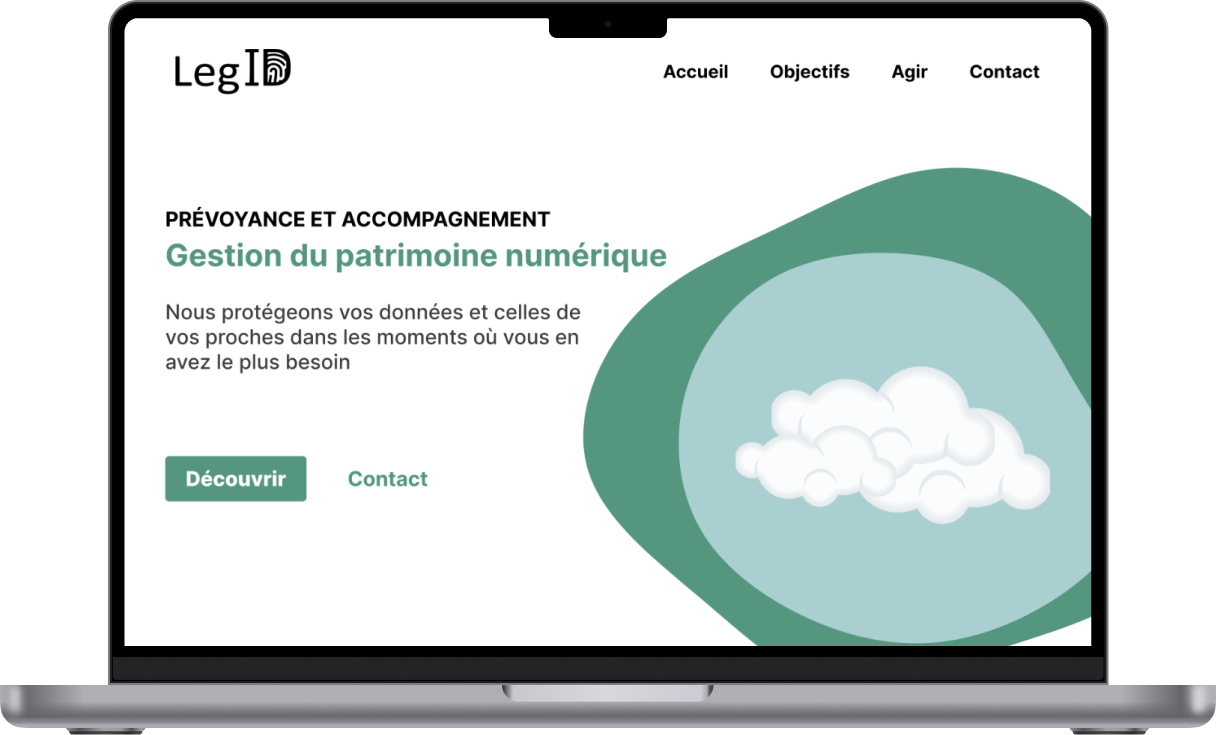 LegID
Accueil Objectifs Agir Contact
PRÉVOYANCE ET ACCOMPAGNEMENT
Gestion du patrimoine numérique
Nous protégeons vos données et celles de
vos proches dans les moments où vous en
avez le plus besoin
Découvrir Contact